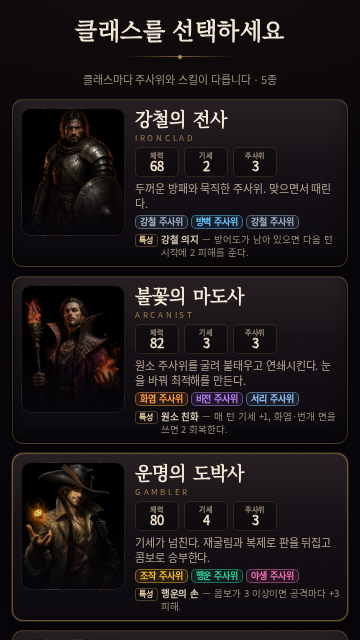 클래스를 선택하세요
클래스마다 주사위와 스킬이 다릅니다 · 5종
강철의 전사
IRONCLAD
체력 기세 주사위
68 2 3
두꺼운 방패와 묵직한 주사위. 맞으면서 때린
다.
강철 주사위 방벽 주사위 강철 주사위
특성 강철 의지 — 방어도가 남아 있으면 다음 턴
시작에 2 피해를 준다.
불꽃의 마도사
ARCANIST
체력 기세 주사위
82 3 3
원소 주사위를 굴려 불태우고 연쇄시킨다. 눈
을 바꿔 최적해를 만든다.
화염 주사위 비전 주사위 서리 주사위
특성 원소 친화 — 매 턴 기세 +1, 화염·번개 면을
쓰면 2 회복한다.
운명의 도박사
GAMBLER
체력 기세 주사위
80 4 3
기세가 넘친다. 재굴림과 복제로 판을 뒤집고
콤보로 승부한다.
조작 주사위 행운 주사위 야생 주사위
특성 행운의 손 — 콤보가 3 이상이면 공격마다 +3
피해.